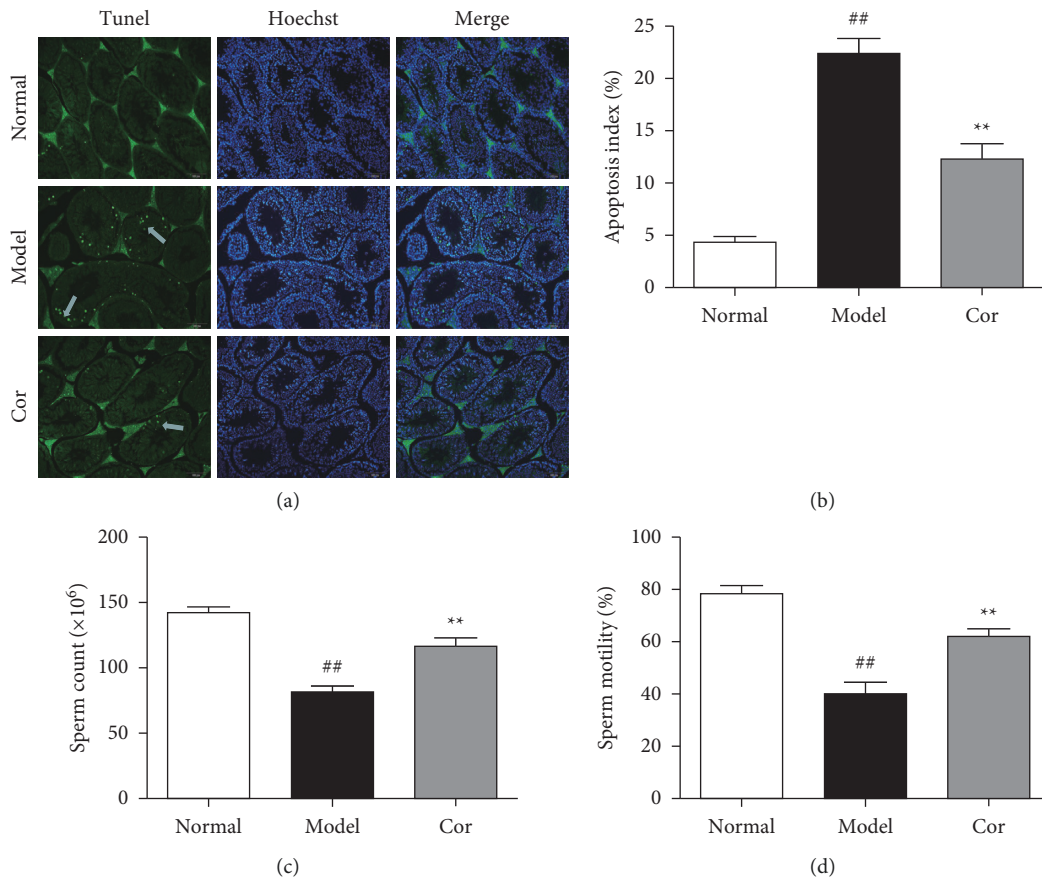 Tunel Hoechst Merge
Normal
Model
Cor
(a)
Apoptosis index (%)
25
20
15
10
5
0
##
**
Normal Model Cor
(b)
Sperm count (×10⁶)
200
150
100
50
0
##
**
Normal Model Cor
(c)
Sperm motility (%)
100
80
60
40
20
0
##
**
Normal Model Cor
(d)